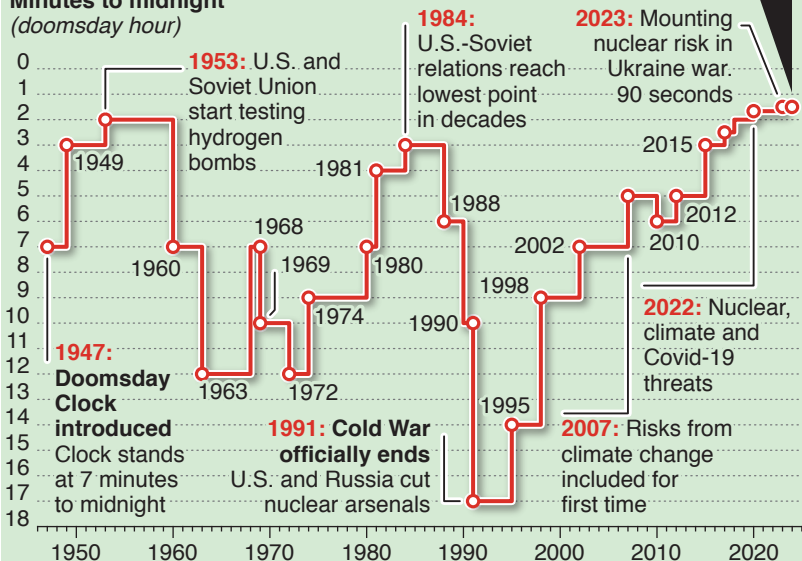 Minutes to midnight
(doomsday hour)
0
1
2
3
4
5
6
7
8
9
10
11
12
13
14
15
16
17
18
1953: U.S. and
Soviet Union
start testing
hydrogen
bombs
1984:
U.S.-Soviet
relations reach
lowest point
in decades
2023: Mounting
nuclear risk in
Ukraine war.
90 seconds
1949
1981
2015
1988
1968
2012
1960
1969
1980
2002
2010
1974
1998
1990
2022: Nuclear,
climate and
Covid-19
threats
1947:
Doomsday
Clock
introduced
Clock stands
at 7 minutes
to midnight
1963
1972
1995
1991: Cold War
officially ends
U.S. and Russia cut
nuclear arsenals
2007: Risks from
climate change
included for
first time
1950
1960
1970
1980
1990
2000
2010
2020